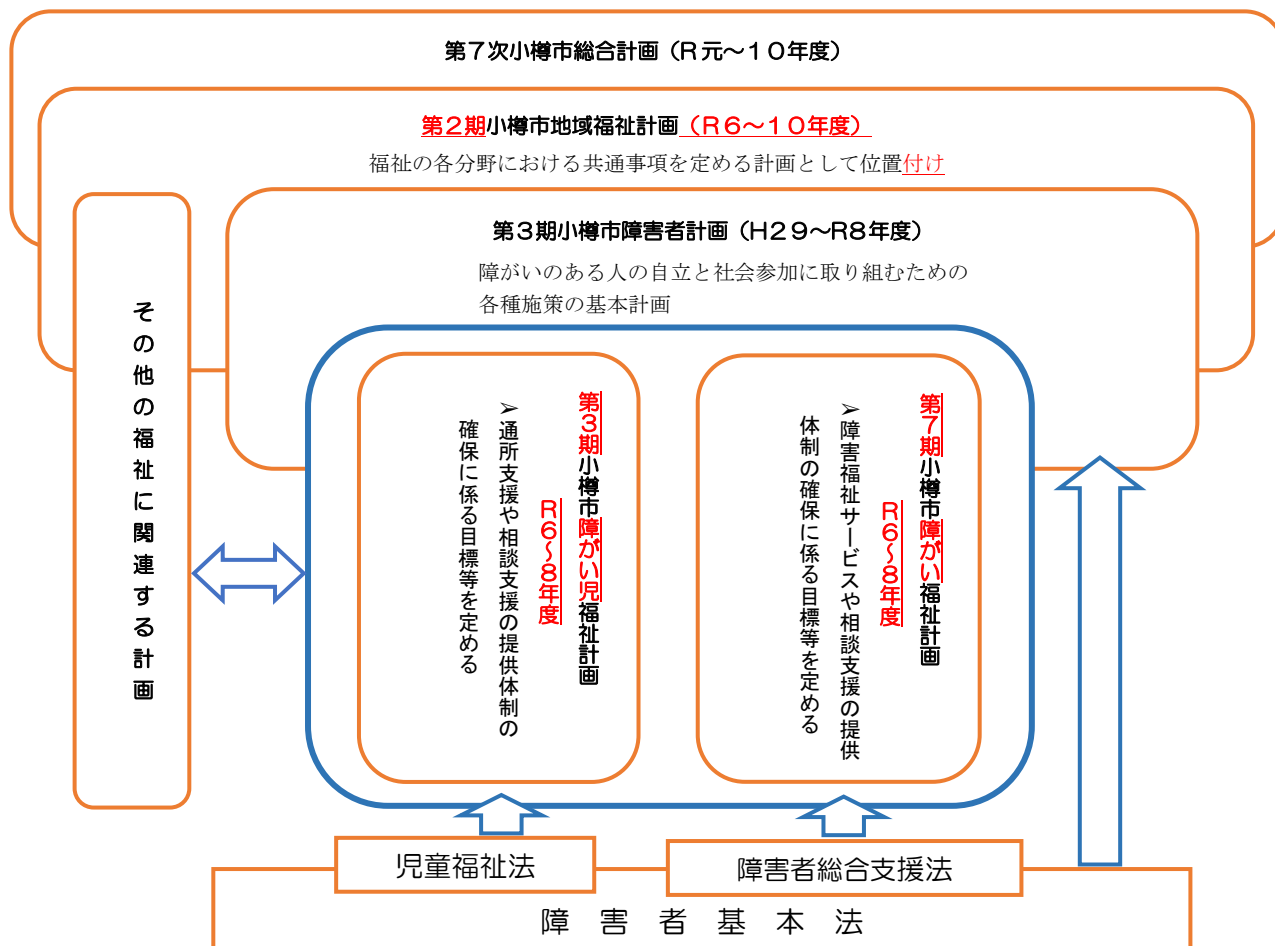 第７次小樽市総合計画（Ｒ元～１０年度）
第２期小樽市地域福祉計画（Ｒ６～１０年度）
福祉の各分野における共通事項を定める計画として位置付け
第３期小樽市障害者計画（H２９～R８年度）
障がいのある人の自立と社会参加に取り組むための
各種施策の基本計画
その他の福祉に関連する計画
第７期小樽市障がい福祉計画
Ｒ６～８年度
➢障害福祉サービスや相談支援の提供
体制の確保に係る目標等を定める
第３期小樽市障がい児福祉計画
Ｒ６～８年度
➢通所支援や相談支援の提供体制の
確保に係る目標等を定める
児童福祉法
障害者総合支援法
障害者基本法